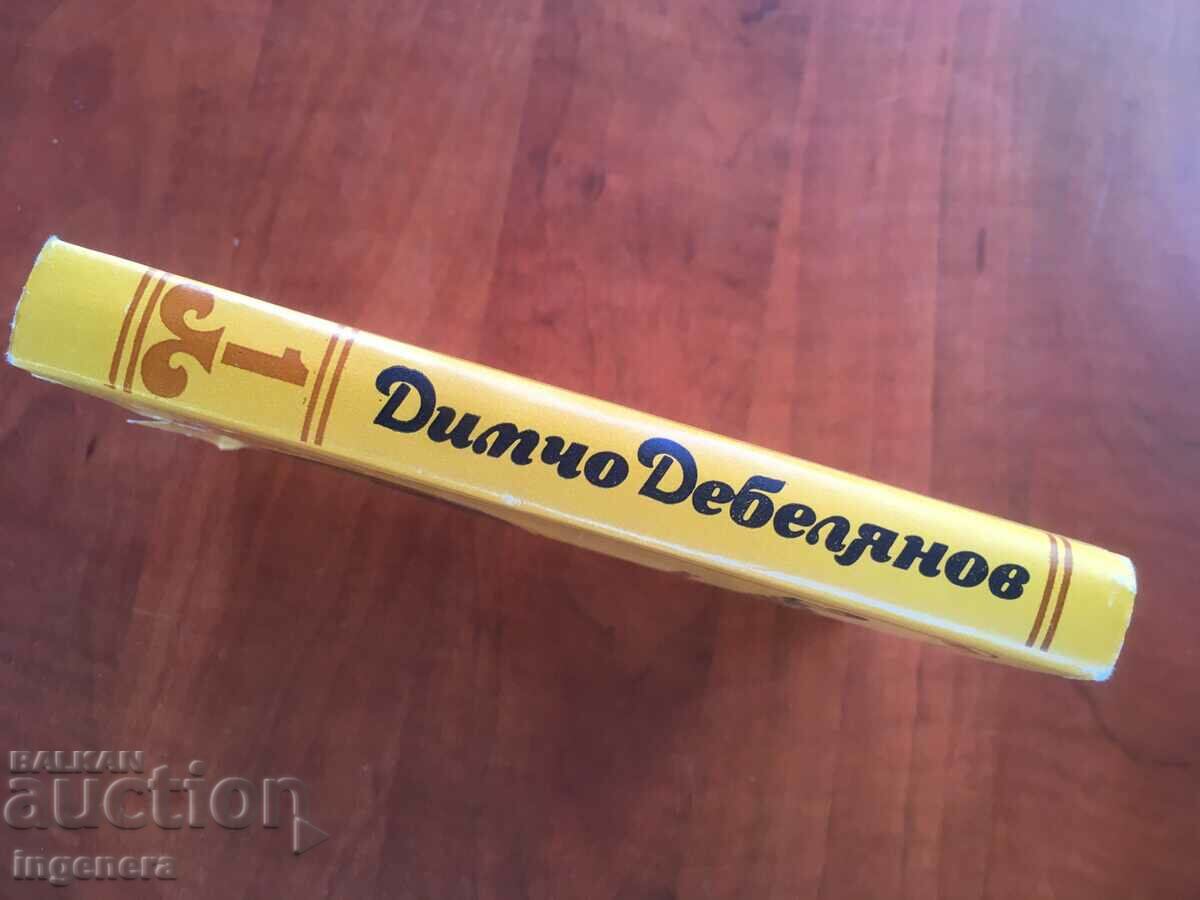 1
Димчо Дебелянов
BALKAN
auction
ingenera